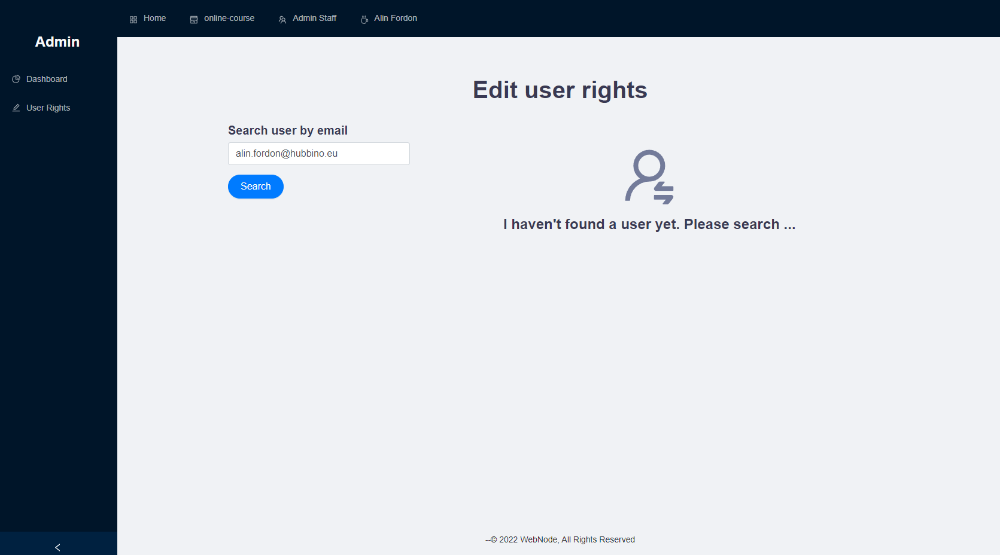 Admin
Dashboard
User Rights
Home
online-course
Admin Staff
Alin Fordon
Edit user rights
Search user by email
alin.fordon@hubbino.eu
Search
I haven't found a user yet. Please search ...
--© 2022 WebNode, All Rights Reserved